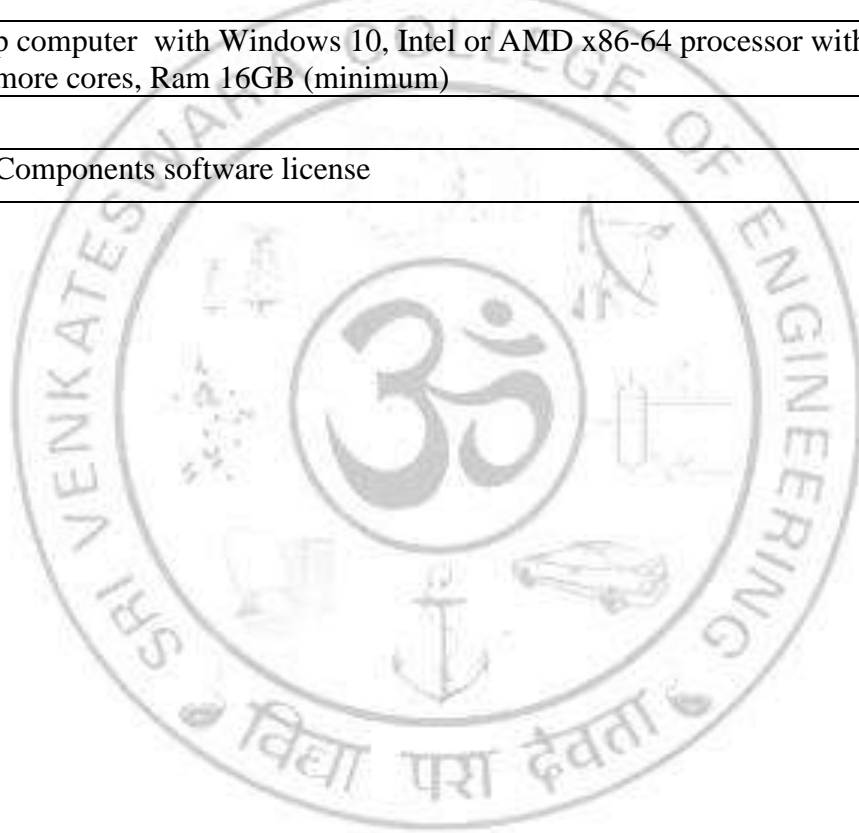 p computer with Windows 10, Intel or AMD x86-64 processor with
more cores, Ram 16GB (minimum)
Components software license
SRI VENKATESWARA COLLEGE OF ENGINEERING
ॐ
विद्या परा देवता